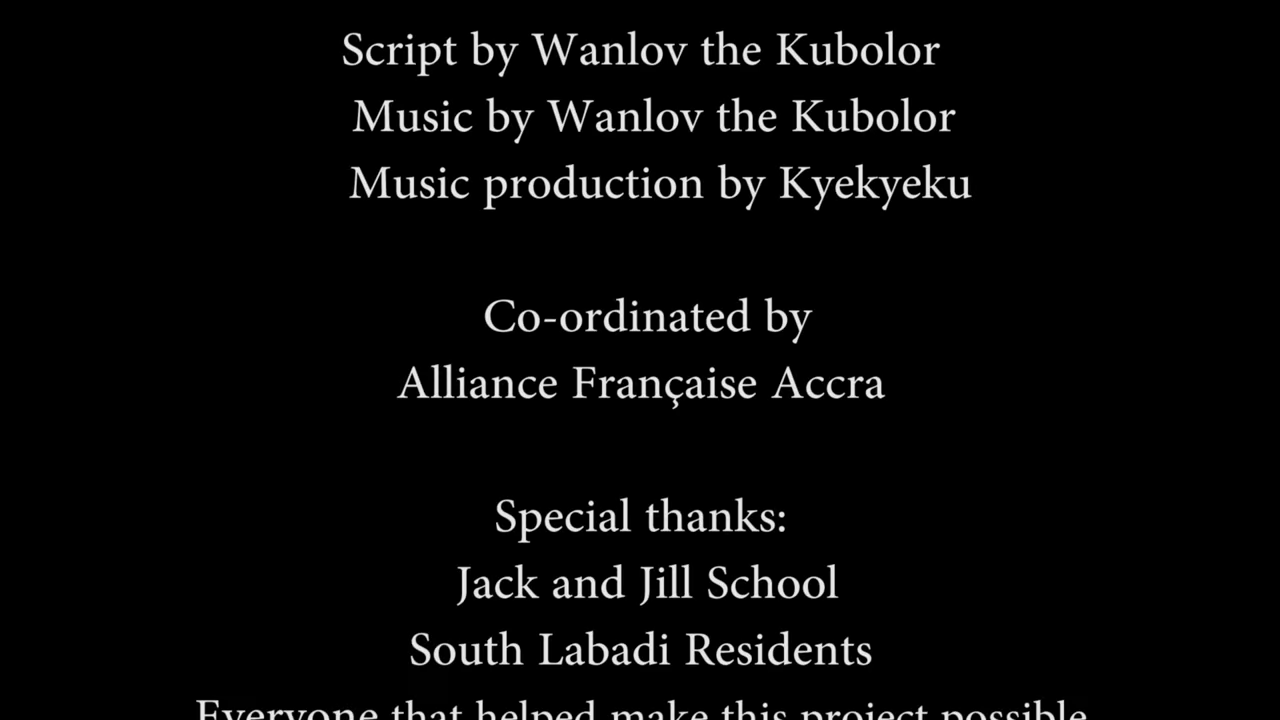 Script by Wanlov the Kubolor
Music by Wanlov the Kubolor
Music production by Kyekyeku
Co-ordinated by
Alliance Française Accra
Special thanks:
Jack and Jill School
South Labadi Residents
Everyone that helped make this project possible